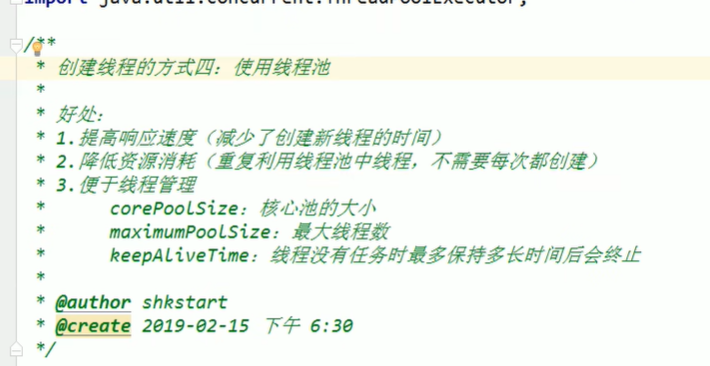 import java.util.concurrent.ThreadPoolExecutor;
/**
* 创建线程的方式四：使用线程池
*
* 好处：
* 1.提高响应速度（减少了创建新线程的时间）
* 2.降低资源消耗（重复利用线程池中线程，不需要每次都创建）
* 3.便于线程管理
* corePoolSize：核心池的大小
* maximumPoolSize：最大线程数
* keepAliveTime：线程没有任务时最多保持多长时间后会终止
*
* @author shkstart
* @create 2019-02-15 下午 6:30
*/